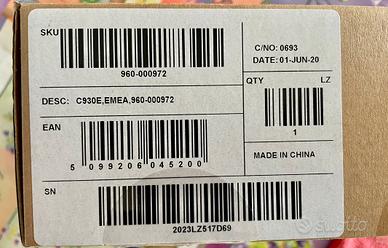 SKU
960-000972
C/NO: 0693
DATE: 01-JUN-20
DESC: C930E,EMEA,960-000972
QTY LZ
1
EAN
5 099206 045200
MADE IN CHINA
SN
2023LZ517D69
subito